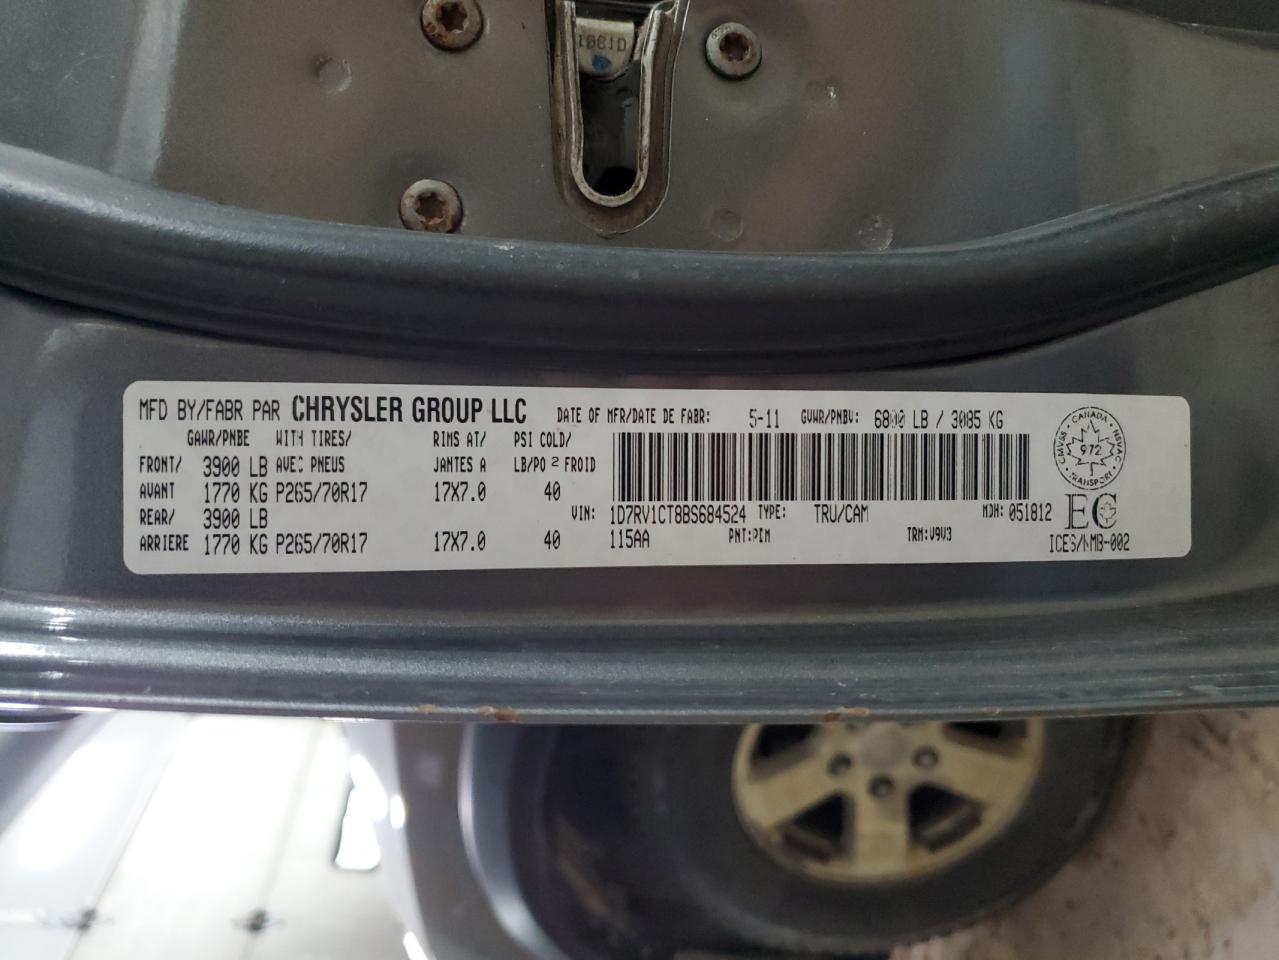 1881D
MFD BY/FABR PAR CHRYSLER GROUP LLC DATE OF MFR/DATE DE FABR: 5-11 GVWR/PNBV: 6800 LB / 3085 KG
GAWR/PNBE WITH TIRES/ RIMS AT/ PSI COLD/
FRONT/ 3900 LB AVEC PNEUS JANTES A LB/PO 2 FROID
AVANT 1770 KG P265/70R17 17X7.0 40
REAR/ 3900 LB VIN: 1D7RV1CT8BS684524 TYPE: TRU/CAM MDH: 051812
ARRIERE 1770 KG P265/70R17 17X7.0 40 115AA PNT:PDM TRM:V9V3
CANADA
CMVSS NSVAC
972
TRANSPORT
EC
ICES/NMB-002